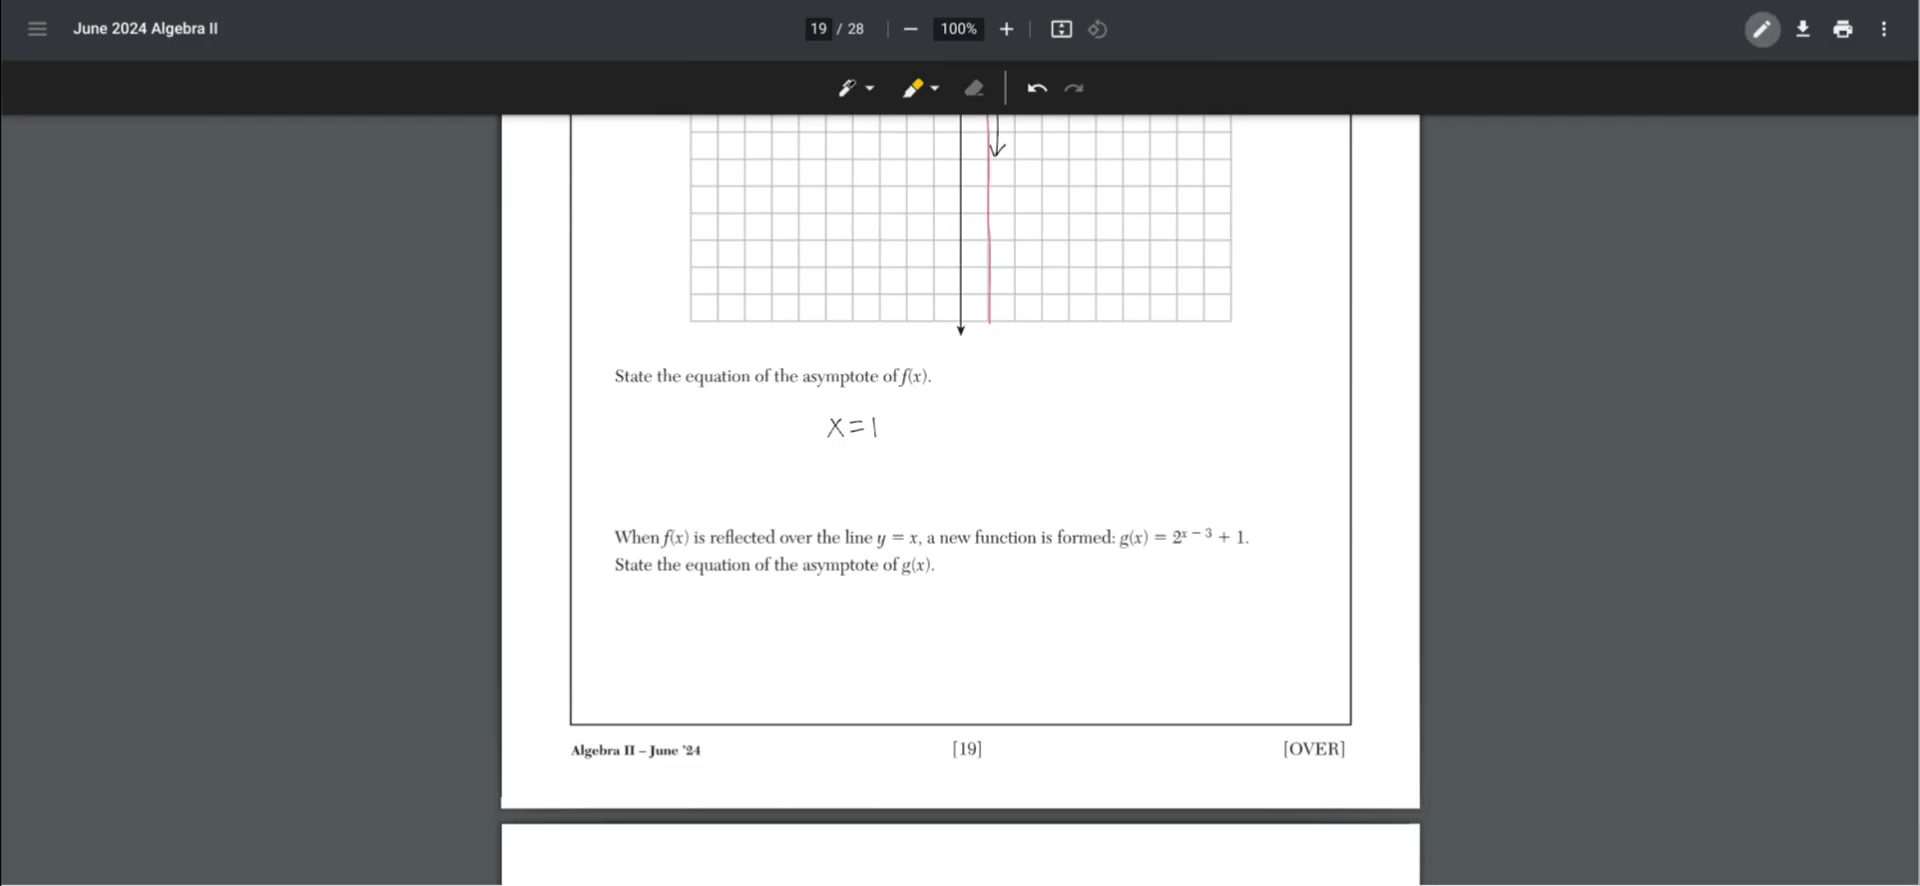 June 2024 Algebra II
19 / 28
100%
State the equation of the asymptote of f(x).
x=1
When f(x) is reflected over the line y = x, a new function is formed: g(x) = 2ˣ⁻³ + 1.
State the equation of the asymptote of g(x).
Algebra II – June ’24
[19]
[OVER]